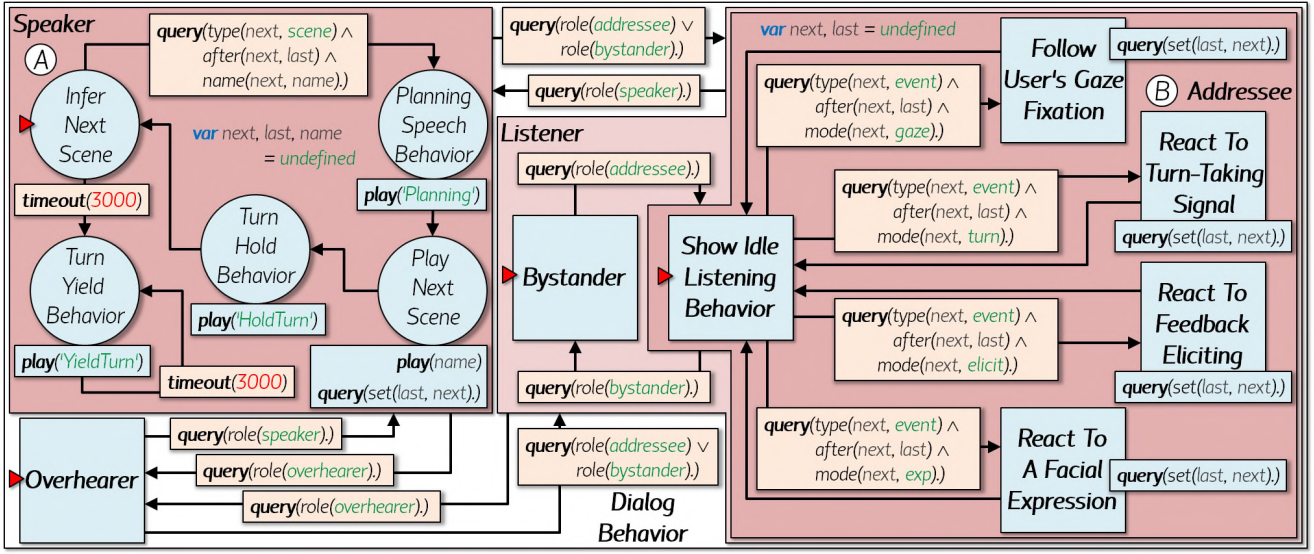 Speaker
A
query(type(next, scene) ∧
after(next, last) ∧
name(next, name).)
Infer
Next
Scene
Planning
Speech
Behavior
var next, last, name
= undefined
timeout(3000)
play('Planning')
Turn
Hold
Behavior
Turn
Yield
Behavior
Play
Next
Scene
play('HoldTurn')
play('YieldTurn')
timeout(3000)
play(name)
query(set(last, next).)
query(role(addressee) ∨
role(bystander).)
query(role(speaker).)
Listener
query(role(addressee).)
Bystander
query(role(bystander).)
Overhearer
query(role(speaker).)
query(role(overhearer).)
query(role(overhearer).)
query(role(addressee) ∨
role(bystander).)
Dialog
Behavior
var next, last = undefined
B
Addressee
Follow
User's Gaze
Fixation
query(set(last, next).)
query(type(next, event) ∧
after(next, last) ∧
mode(next, gaze).)
React To
Turn-Taking
Signal
query(set(last, next).)
query(type(next, event) ∧
after(next, last) ∧
mode(next, turn).)
Show Idle
Listening
Behavior
React To
Feedback
Eliciting
query(set(last, next).)
query(type(next, event) ∧
after(next, last) ∧
mode(next, elicit).)
query(type(next, event) ∧
after(next, last) ∧
mode(next, exp).)
React To
A Facial
Expression
query(set(last, next).)